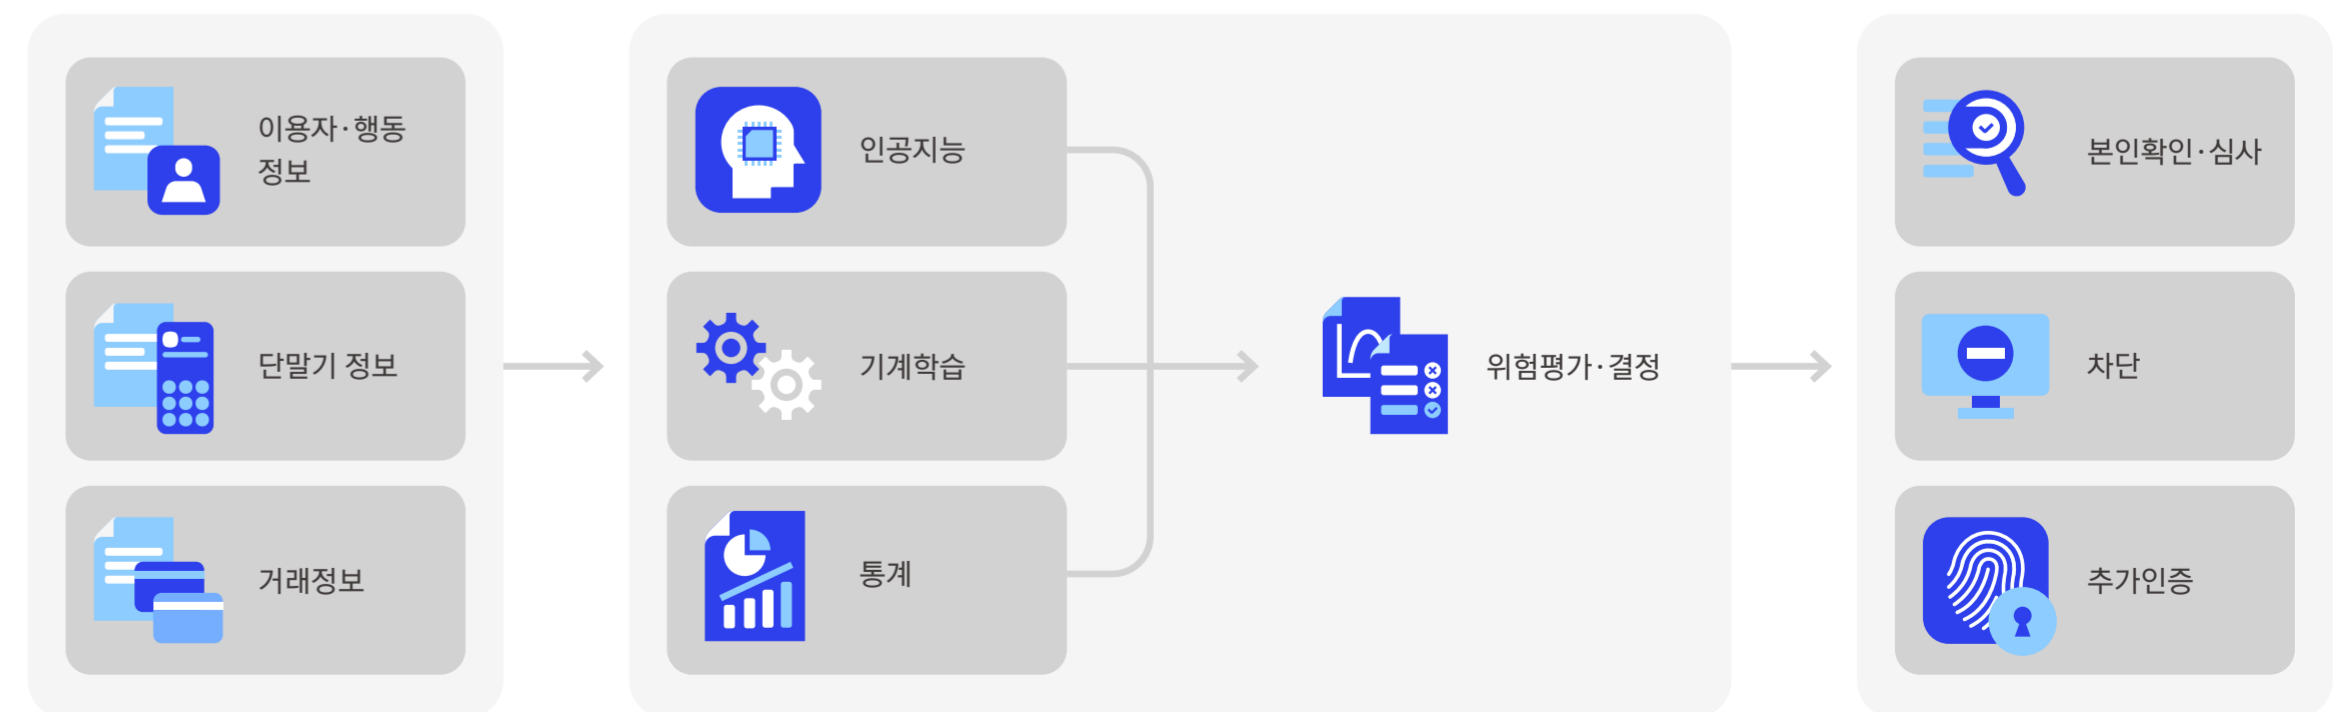 이용자·행동
정보
단말기 정보
거래정보
인공지능
기계학습
통계
위험평가·결정
본인확인·심사
차단
추가인증